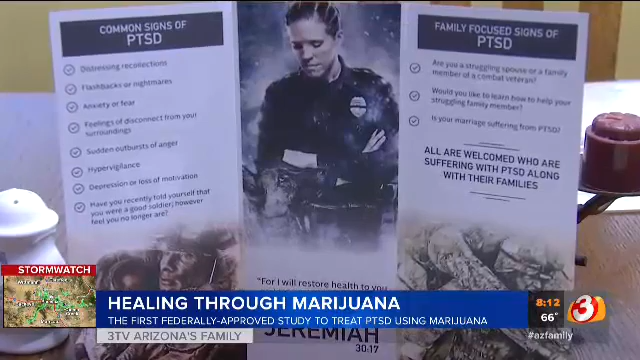 COMMON SIGNS OF
PTSD
Distressing recollections
Flashbacks or nightmares
Anxiety or fear
Feelings of disconnect from your
surroundings
Sudden outbursts of anger
Hypervigilance
Depression or loss of motivation
Have you recently told yourself that
you were a good soldier; however
feel you no longer are?
"For I will restore health to you
JEREMIAH
30:17
FAMILY FOCUSED SIGNS OF
PTSD
Are you a struggling spouse or a family
member of a combat veteran?
Would you like to learn how to help your
struggling family member?
Is your marriage suffering from PTSD?
ALL ARE WELCOMED WHO ARE
SUFFERING WITH PTSD ALONG
WITH THEIR FAMILIES
STORMWATCH
HEALING THROUGH MARIJUANA
THE FIRST FEDERALLY-APPROVED STUDY TO TREAT PTSD USING MARIJUANA
3TV ARIZONA'S FAMILY
8:12
66°
3
#azfamily